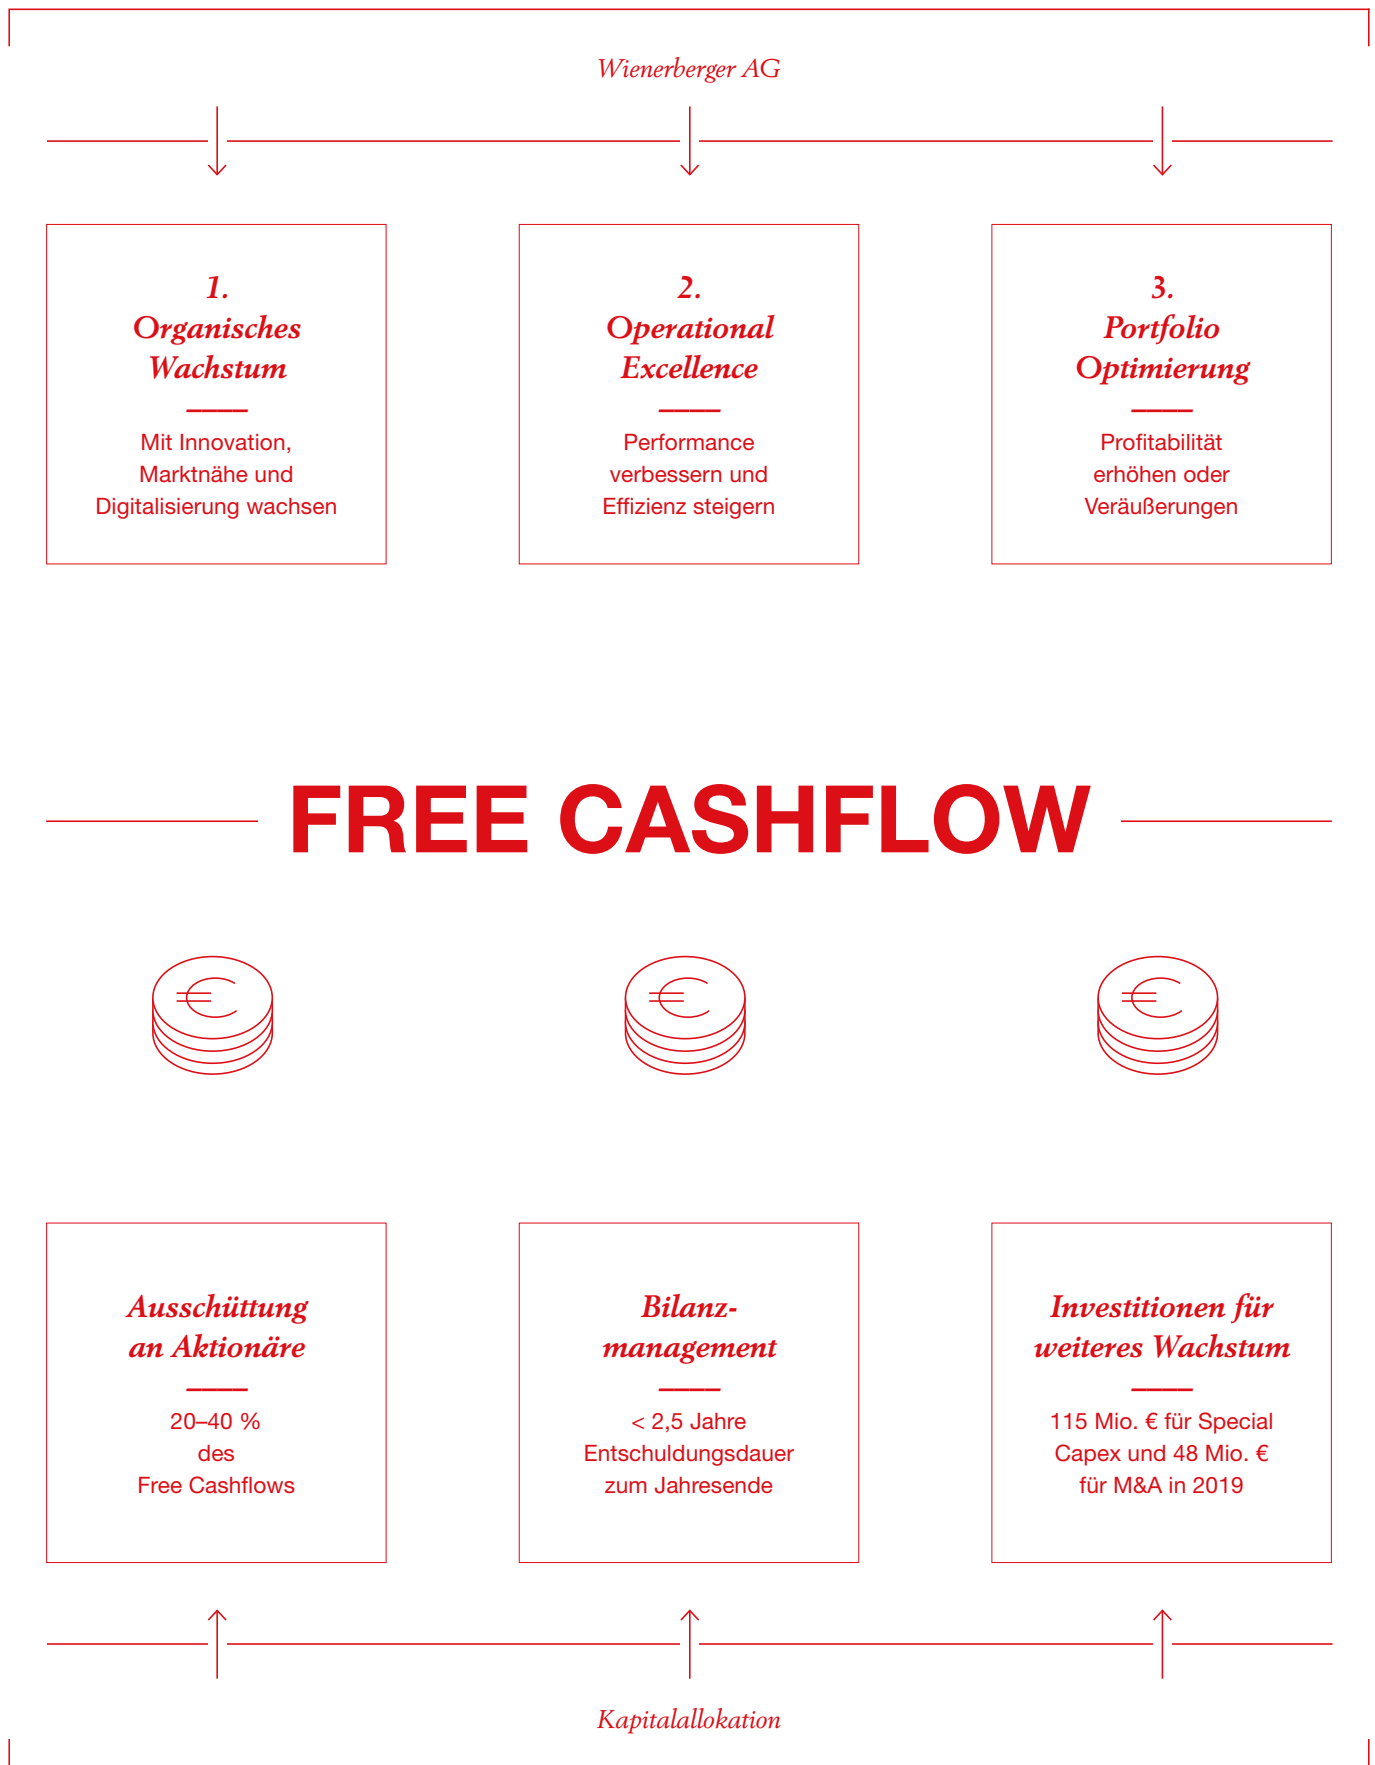 Wienerberger AG
1.
Organisches
Wachstum
Mit Innovation,
Marktnähe und
Digitalisierung wachsen
2.
Operational
Excellence
Performance
verbessern und
Effizienz steigern
3.
Portfolio
Optimierung
Profitabilität
erhöhen oder
Veräußerungen
FREE CASHFLOW
€
€
€
Ausschüttung
an Aktionäre
20–40 %
des
Free Cashflows
Bilanz-
management
< 2,5 Jahre
Entschuldungsdauer
zum Jahresende
Investitionen für
weiteres Wachstum
115 Mio. € für Special
Capex und 48 Mio. €
für M&A in 2019
Kapitalallokation